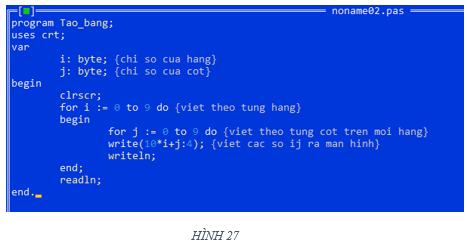 [■] noname02.pas
program Tao_bang;
uses crt;
var
i: byte; {chi so cua hang}
j: byte; {chi so cua cot}
begin
clrscr;
for i := 0 to 9 do {viet theo tung hang}
begin
for j := 0 to 9 do {viet theo tung cot tren moi hang}
write(10*i+j:4); {viet cac so ij ra man hinh}
writeln;
end;
readln;
end.
HÌNH 27